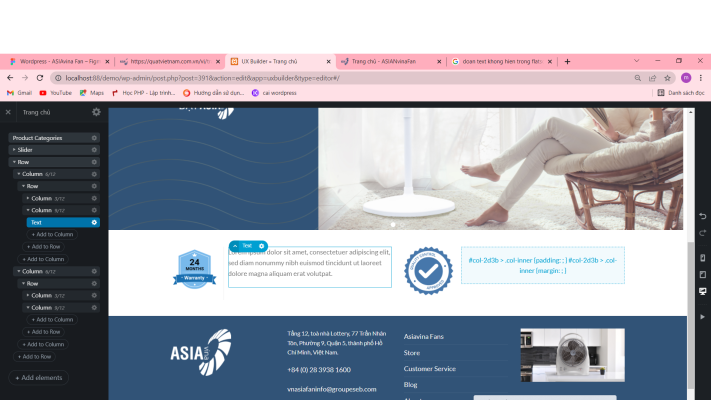 Wordpress - ASIAvina Fan – Fig
https://quatvietnam.com.vn/vi/
UX Builder + Trang chủ
Trang chủ - ASIANvinaFan
doan text khong hien trong flats
localhost:88/demo/wp-admin/post.php?post=391&action=edit&app=uxbuilder&type=editor#/
m
Gmail
YouTube
Maps
Học PHP - Lập trình...
Hướng dẫn sử dụn...
cai wordpress
Danh sách đọc
Trang chủ
Product Categories
Slider
Row
Column 6/12
Row
Column 3/12
Column 9/12
Text
+ Add to Column
+ Add to Row
+ Add to Column
Column 6/12
Row
Column 3/12
Column 9/12
+ Add to Column
+ Add to Row
+ Add to Column
+ Add to Row
+ Add elements
Text
24
MONTHS
Warranty
Lorem ipsum dolor sit amet, consectetuer adipiscing elit,
sed diam nonummy nibh euismod tincidunt ut laoreet
dolore magna aliquam erat volutpat.
#col-2d3b > .col-inner {padding: ; } #col-2d3b > .col-
inner {margin: ; }
ASIA
vina
Tầng 12, toà nhà Lottery, 77 Trần Nhân
Tôn, Phường 9, Quận 5, thành phố Hồ
Chí Minh, Việt Nam.
+84 (0) 28 3938 1600
vnasiafaninfo@groupeseb.com
Asiavina Fans
Store
Customer Service
Blog